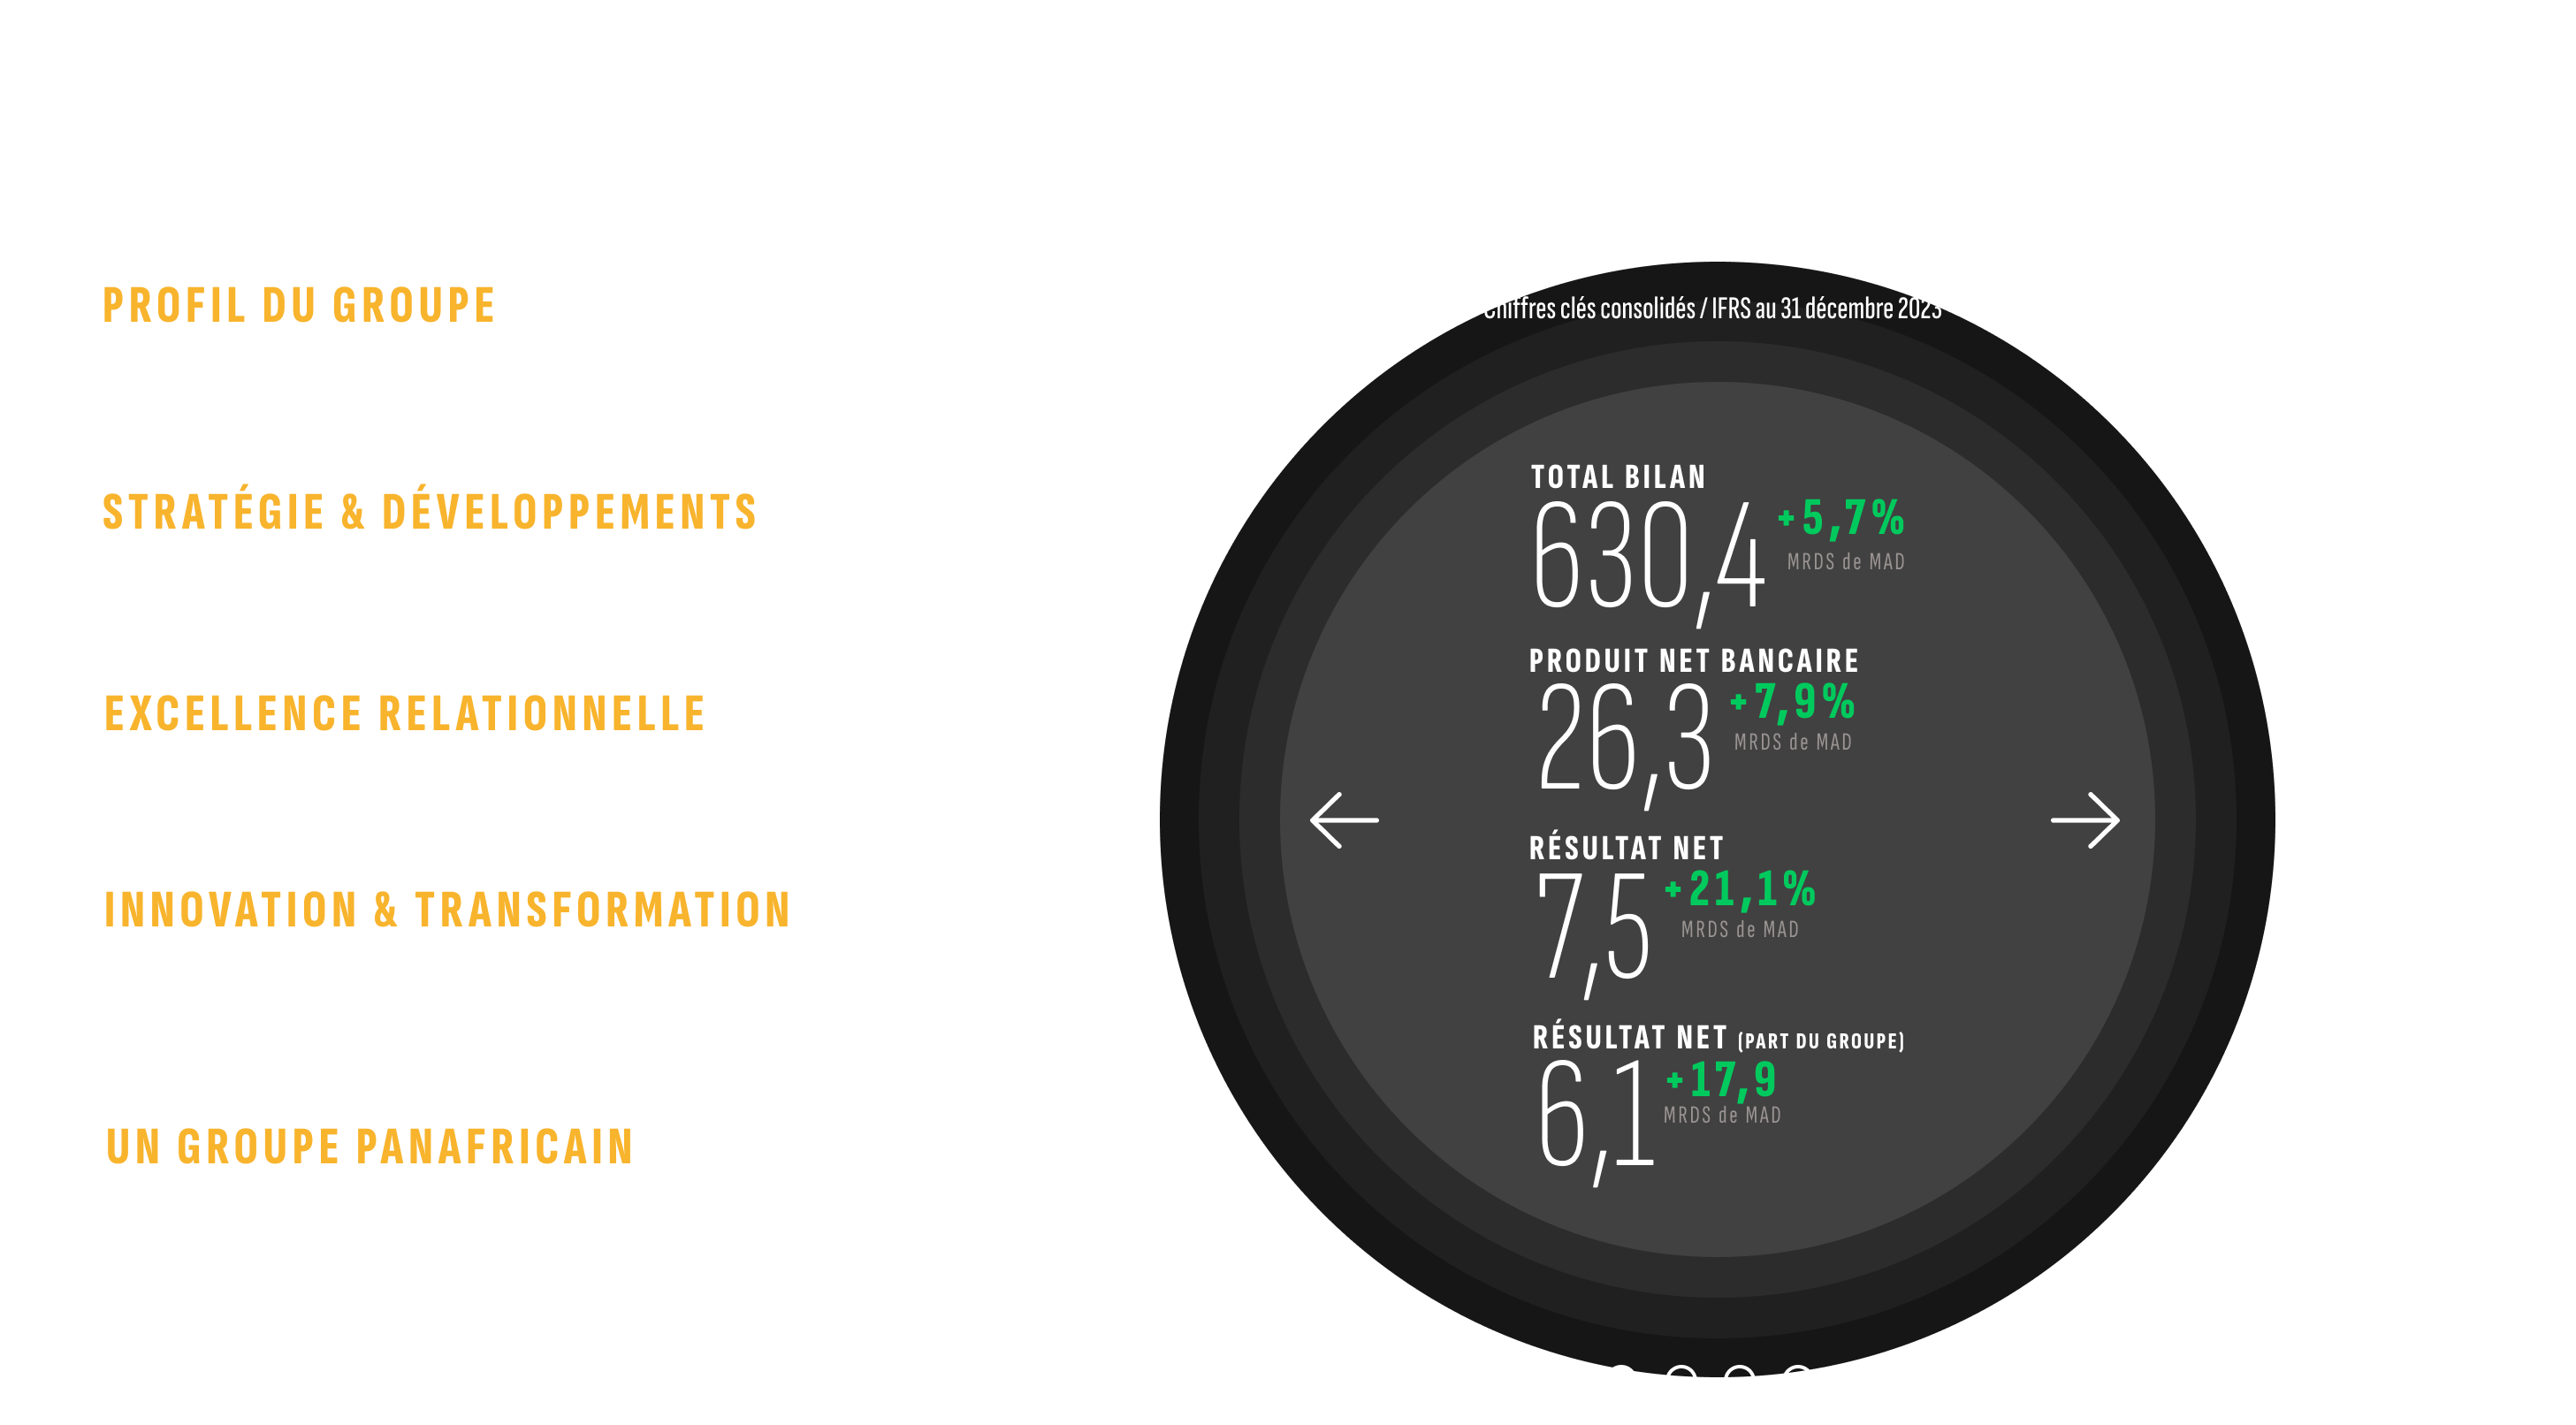 PROFIL DU GROUPE
STRATÉGIE & DÉVELOPPEMENTS
EXCELLENCE RELATIONNELLE
INNOVATION & TRANSFORMATION
UN GROUPE PANAFRICAIN
Chiffres clés consolidés / IFRS au 31 décembre 2023
TOTAL BILAN
630,4 +5,7%
MRDS de MAD
PRODUIT NET BANCAIRE
26,3 +7,9%
MRDS de MAD
RÉSULTAT NET
7,5 +21,1%
MRDS de MAD
RÉSULTAT NET (PART DU GROUPE)
6,1 +17,9
MRDS de MAD